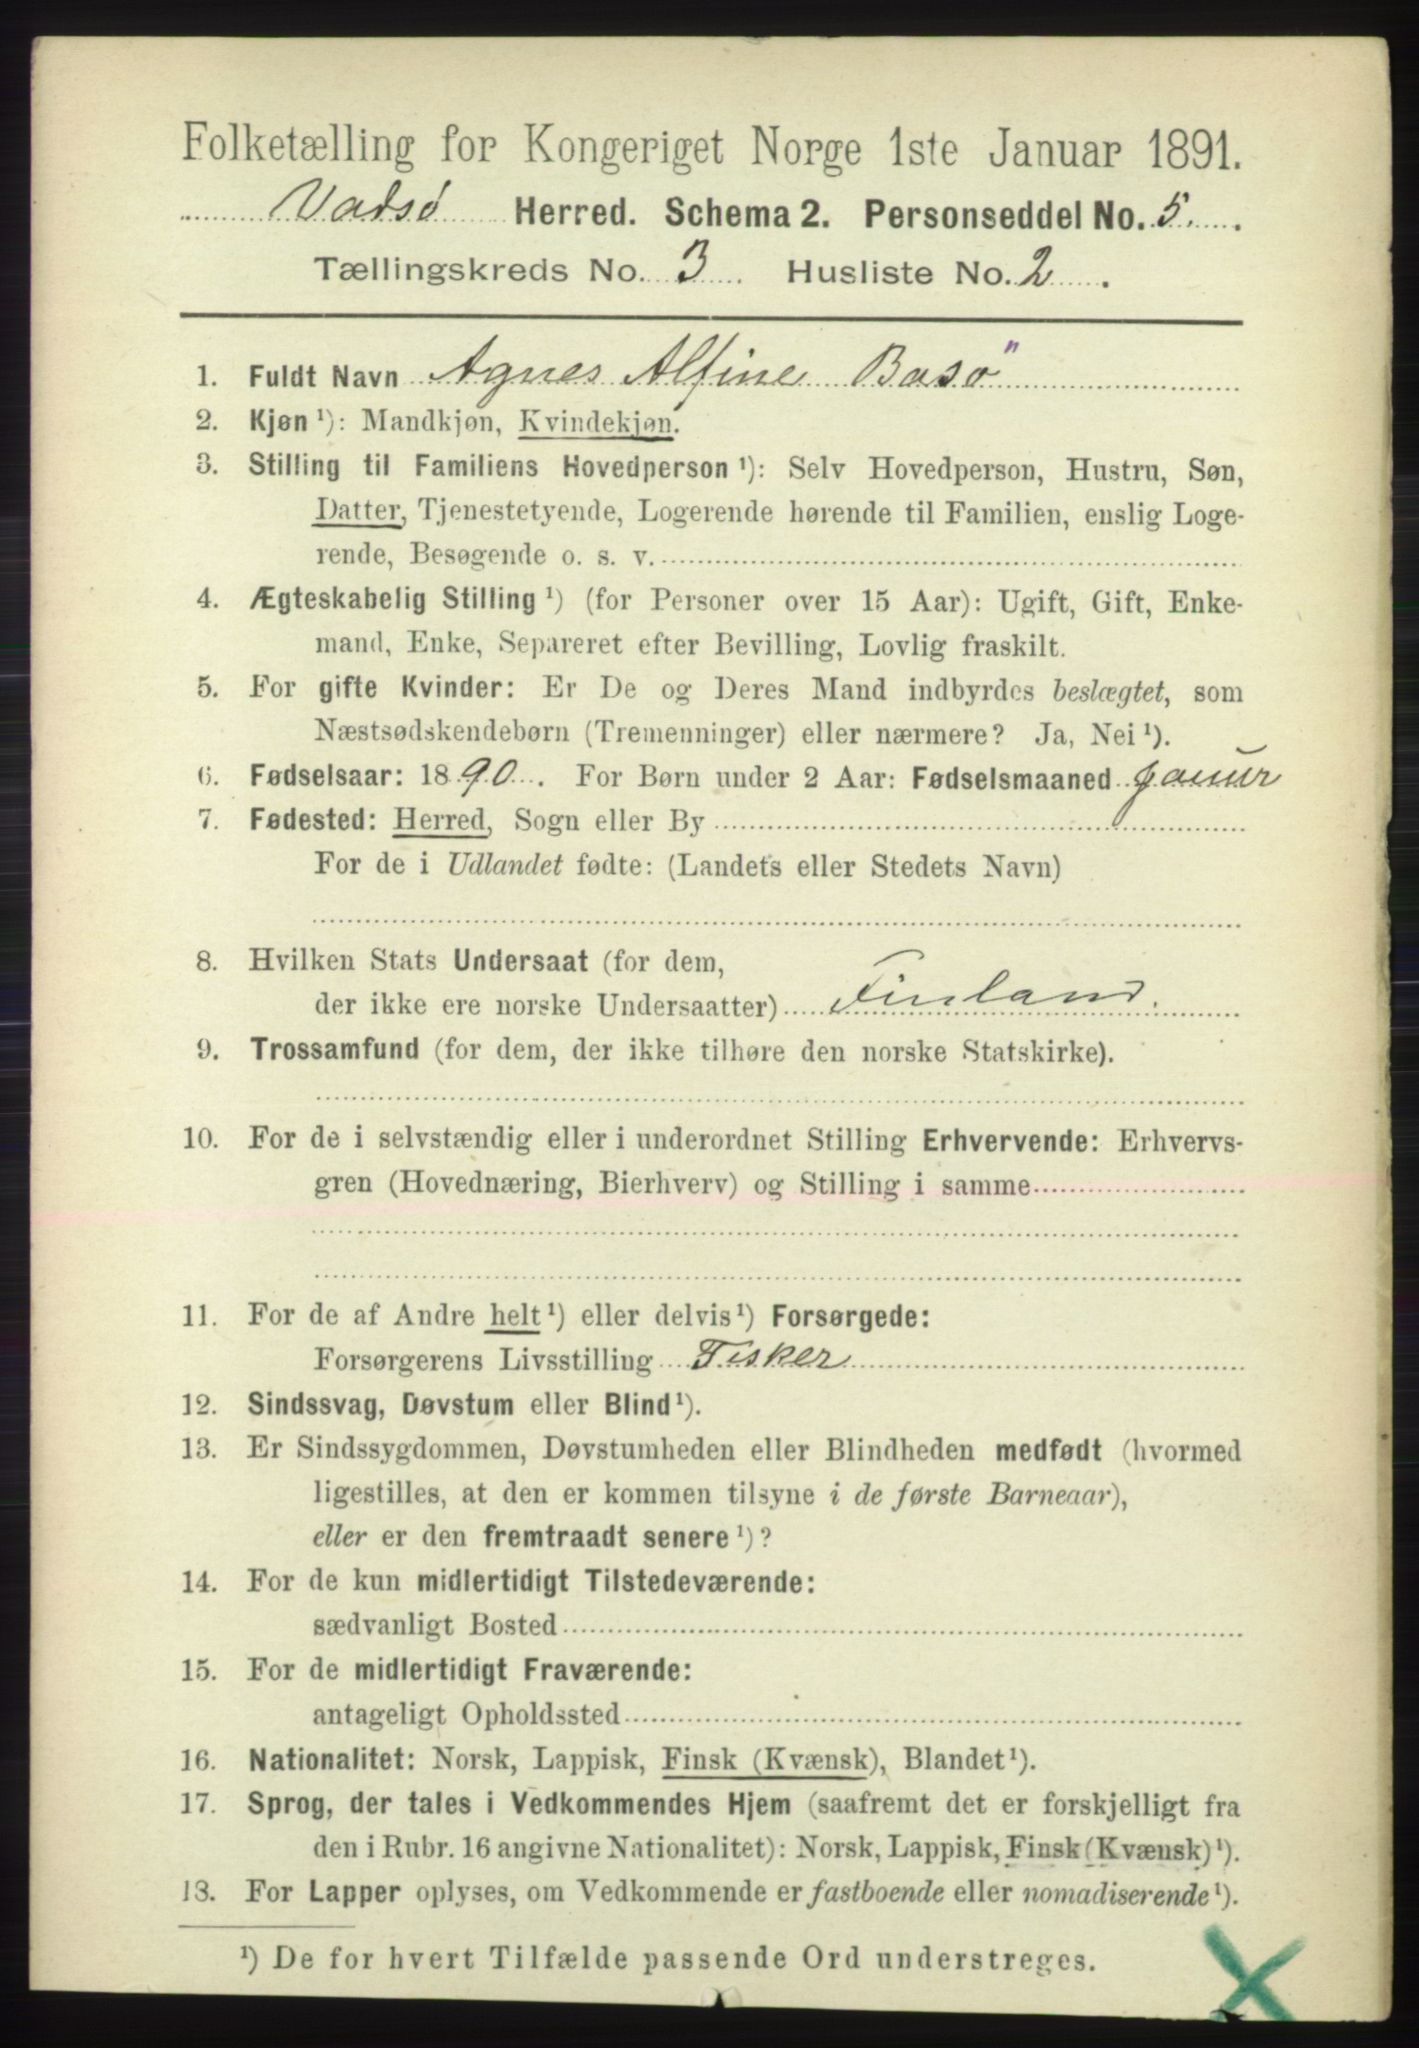 Folketælling for Kongeriget Norge 1ste Januar 1891.
Vadsø Herred. Schema 2. Personseddel No. 5.
Tællingskreds No. 3 Husliste No. 2.
1. Fuldt Navn Agnes Alfine Basö
2. Kjøn ¹): Mandkjøn, Kvindekjøn.
3. Stilling til Familiens Hovedperson ¹): Selv Hovedperson, Hustru, Søn,
Datter, Tjenestetyende, Logerende hørende til Familien, enslig Loge-
rende, Besøgende o. s. v.
4. Ægteskabelig Stilling ¹) (for Personer over 15 Aar): Ugift, Gift, Enke-
mand, Enke, Separeret efter Bevilling, Lovlig fraskilt.
5. For gifte Kvinder: Er De og Deres Mand indbyrdes beslægtet, som
Næstsødskendebørn (Tremenninger) eller nærmere? Ja, Nei ¹).
6. Fødselsaar: 1890. For Børn under 2 Aar: Fødselsmaaned Januur
7. Fødested: Herred, Sogn eller By
For de i Udlandet fødte: (Landets eller Stedets Navn)
8. Hvilken Stats Undersaat (for dem,
der ikke ere norske Undersaatter) Finland.
9. Trossamfund (for dem, der ikke tilhøre den norske Statskirke).
10. For de i selvstændig eller i underordnet Stilling Erhvervende: Erhvervs-
gren (Hovednæring, Bierhverv) og Stilling i samme
11. For de af Andre helt ¹) eller delvis ¹) Forsørgede:
Forsørgerens Livsstilling Fisker
12. Sindssvag, Døvstum eller Blind ¹).
13. Er Sindssygdommen, Døvstumheden eller Blindheden medfødt (hvormed
ligestilles, at den er kommen tilsyne i de første Barneaar),
eller er den fremtraadt senere ¹)?
14. For de kun midlertidigt Tilstedeværende:
sædvanligt Bosted
15. For de midlertidigt Fraværende:
antageligt Opholdssted
16. Nationalitet: Norsk, Lappisk, Finsk (Kvænsk), Blandet ¹).
17. Sprog, der tales i Vedkommendes Hjem (saafremt det er forskjelligt fra
den i Rubr. 16 angivne Nationalitet): Norsk, Lappisk, Finsk (Kvænsk) ¹).
13. For Lapper oplyses, om Vedkommende er fastboende eller nomadiserende ¹).
¹) De for hvert Tilfælde passende Ord understreges.